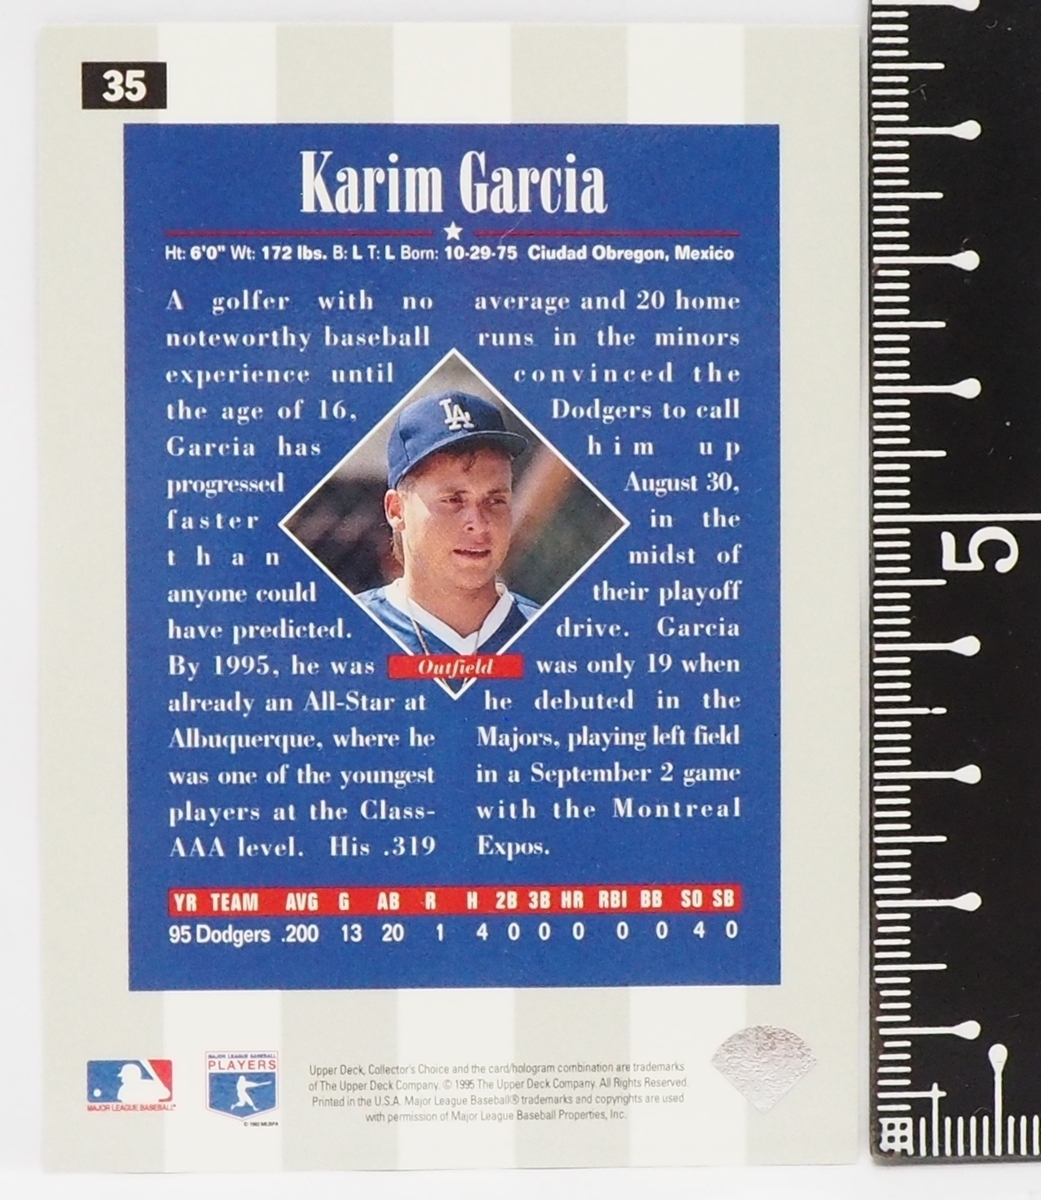 35
Karim Garcia
Ht: 6'0" Wt: 172 lbs. B: L T: L Born: 10-29-75 Ciudad Obregon, Mexico
A golfer with no
noteworthy baseball
experience until
the age of 16,
Garcia has
progressed
faster
than
anyone could
have predicted.
By 1995, he was
already an All-Star at
Albuquerque, where he
was one of the youngest
players at the Class-
AAA level. His .319
average and 20 home
runs in the minors
convinced the
Dodgers to call
him up
August 30,
in the
midst of
their playoff
drive. Garcia
was only 19 when
he debuted in the
Majors, playing left field
in a September 2 game
with the Montreal
Expos.
LA
Outfield
YR TEAM AVG G AB R H 2B 3B HR RBI BB SO SB
95 Dodgers .200 13 20 1 4 0 0 0 0 0 4 0
MAJOR LEAGUE BASEBALL
MAJOR LEAGUE BASEBALL
PLAYERS
Upper Deck, Collector's Choice and the card/hologram combination are trademarks
of The Upper Deck Company. © 1995 The Upper Deck Company. All Rights Reserved.
Printed in the U.S.A. Major League Baseball® trademarks and copyrights are used
with permission of Major League Baseball Properties, Inc.
5